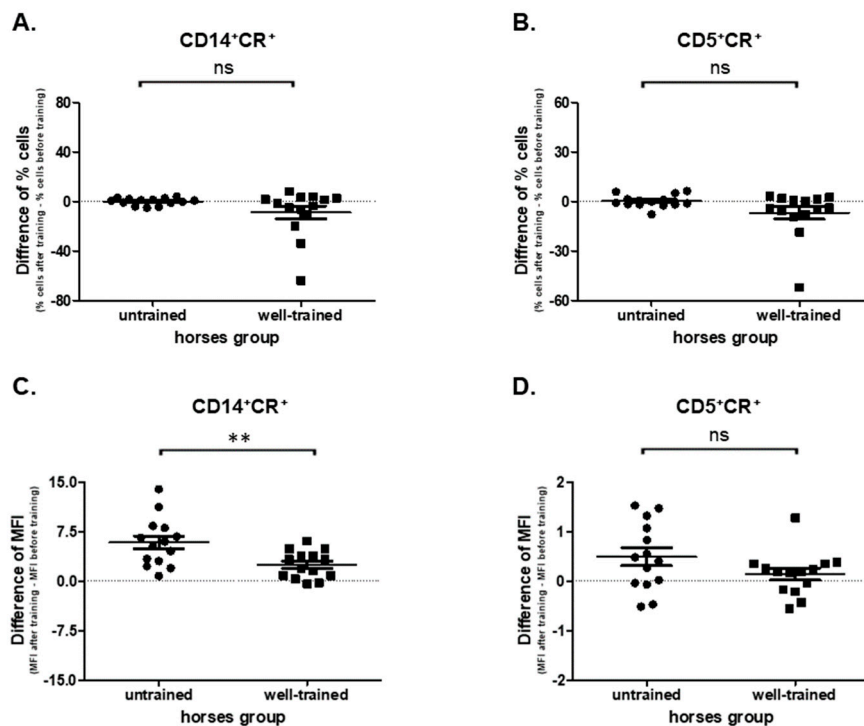 A.
CD14⁺CR⁺
ns
Diffrence of % cells
(% cells after training - % cells before training)
80
40
0
-40
-80
untrained
well-trained
horses group
B.
CD5⁺CR⁺
ns
Difference of % cells
(% cells after training - % cells before training)
60
30
0
-30
-60
untrained
well-trained
horses group
C.
CD14⁺CR⁺
**
Difference of MFI
(MFI after training - MFI before training)
15.0
7.5
0.0
-7.5
-15.0
untrained
well-trained
horses group
D.
CD5⁺CR⁺
ns
Difference of MFI
(MFI after training - MFI before training)
2
1
0
-1
-2
untrained
well-trained
horses group